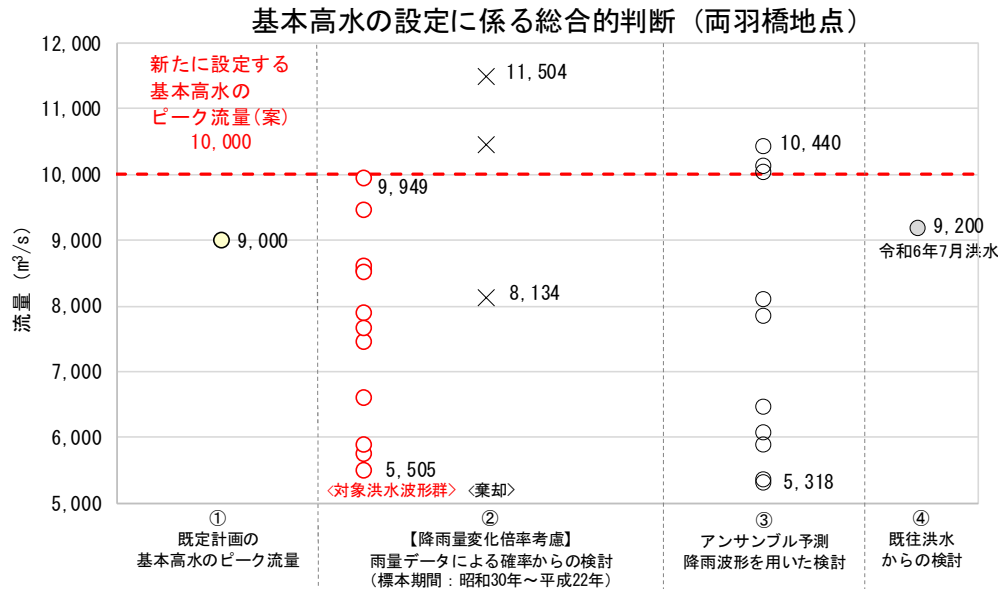 基本高水の設定に係る総合的判断（両羽橋地点）
流量（m³/s）
12,000
11,000
10,000
9,000
8,000
7,000
6,000
5,000
新たに設定する
基本高水の
ピーク流量(案)
10,000
9,000
11,504
9,949
8,134
5,505
<対象洪水波形群>
<棄却>
10,440
5,318
9,200
令和6年7月洪水
①
既定計画の
基本高水のピーク流量
②
【降雨量変化倍率考慮】
雨量データによる確率からの検討
（標本期間：昭和30年～平成22年）
③
アンサンブル予測
降雨波形を用いた検討
④
既往洪水
からの検討